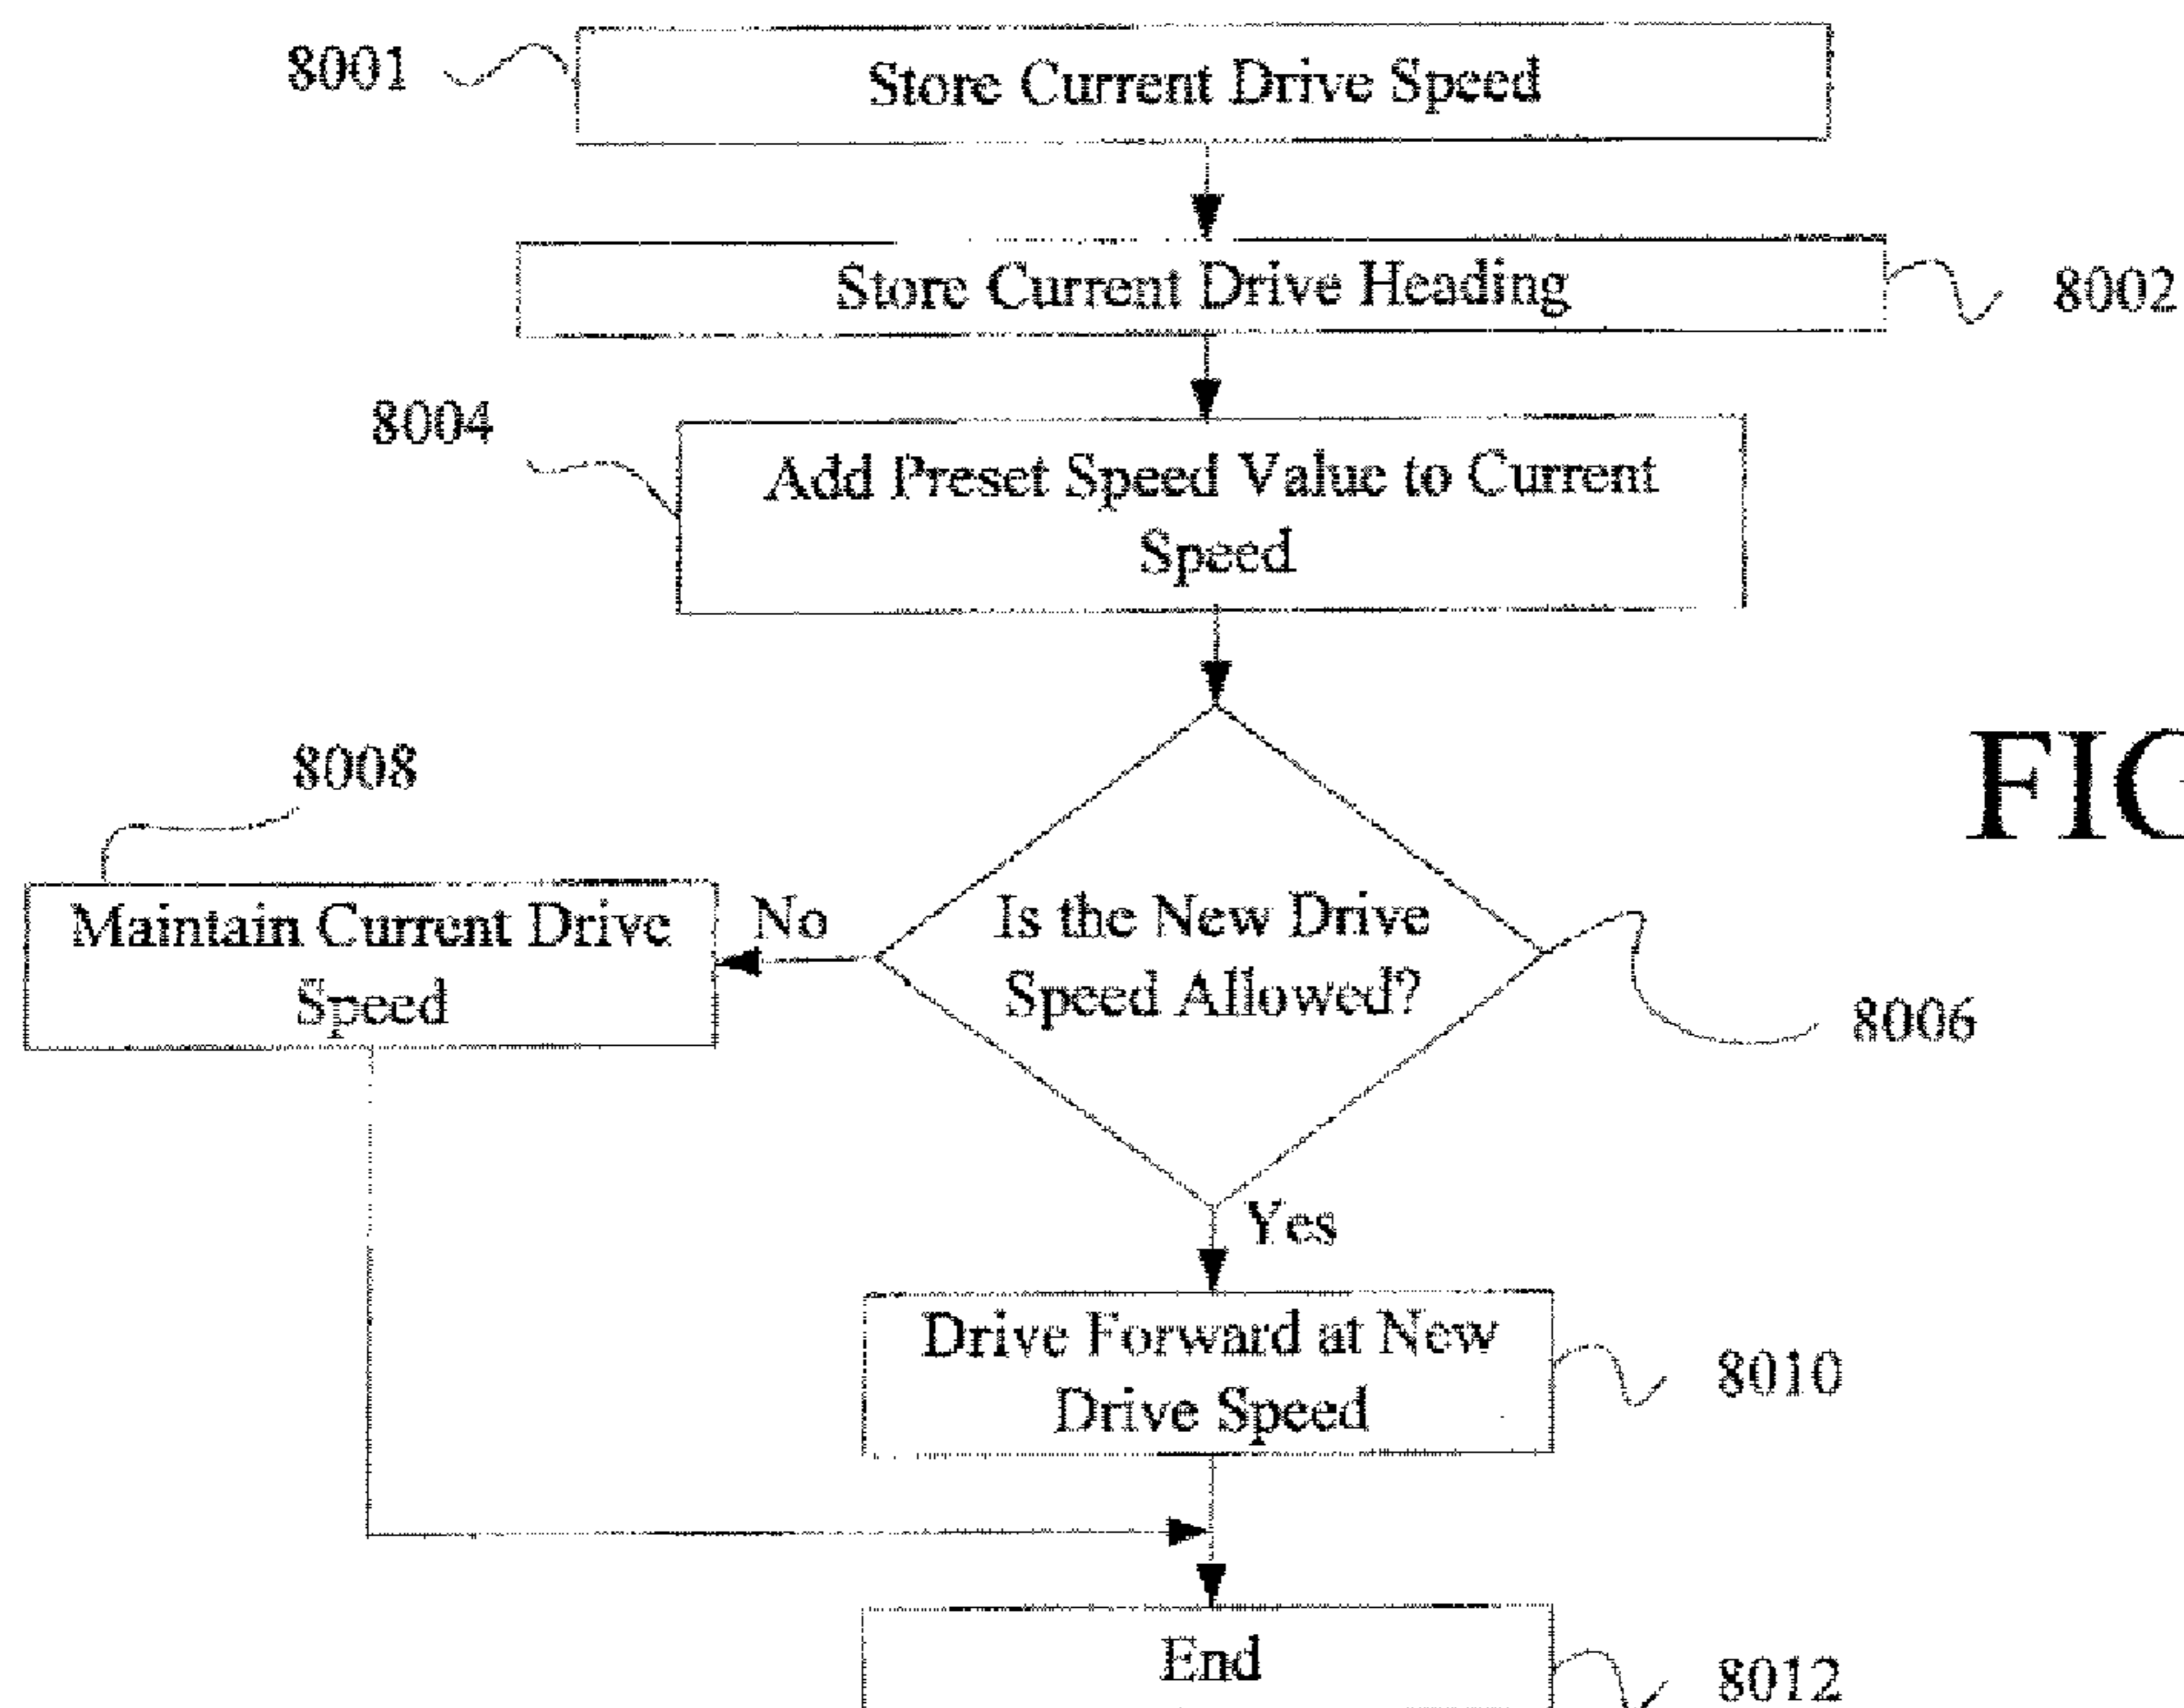 8001
Store Current Drive Speed
Store Current Drive Heading
8002
8004
Add Preset Speed Value to Current
Speed
FIG
8008
Maintain Current Drive
Speed
No
Is the New Drive
Speed Allowed?
8006
Yes
Drive Forward at New
Drive Speed
8010
End
8012